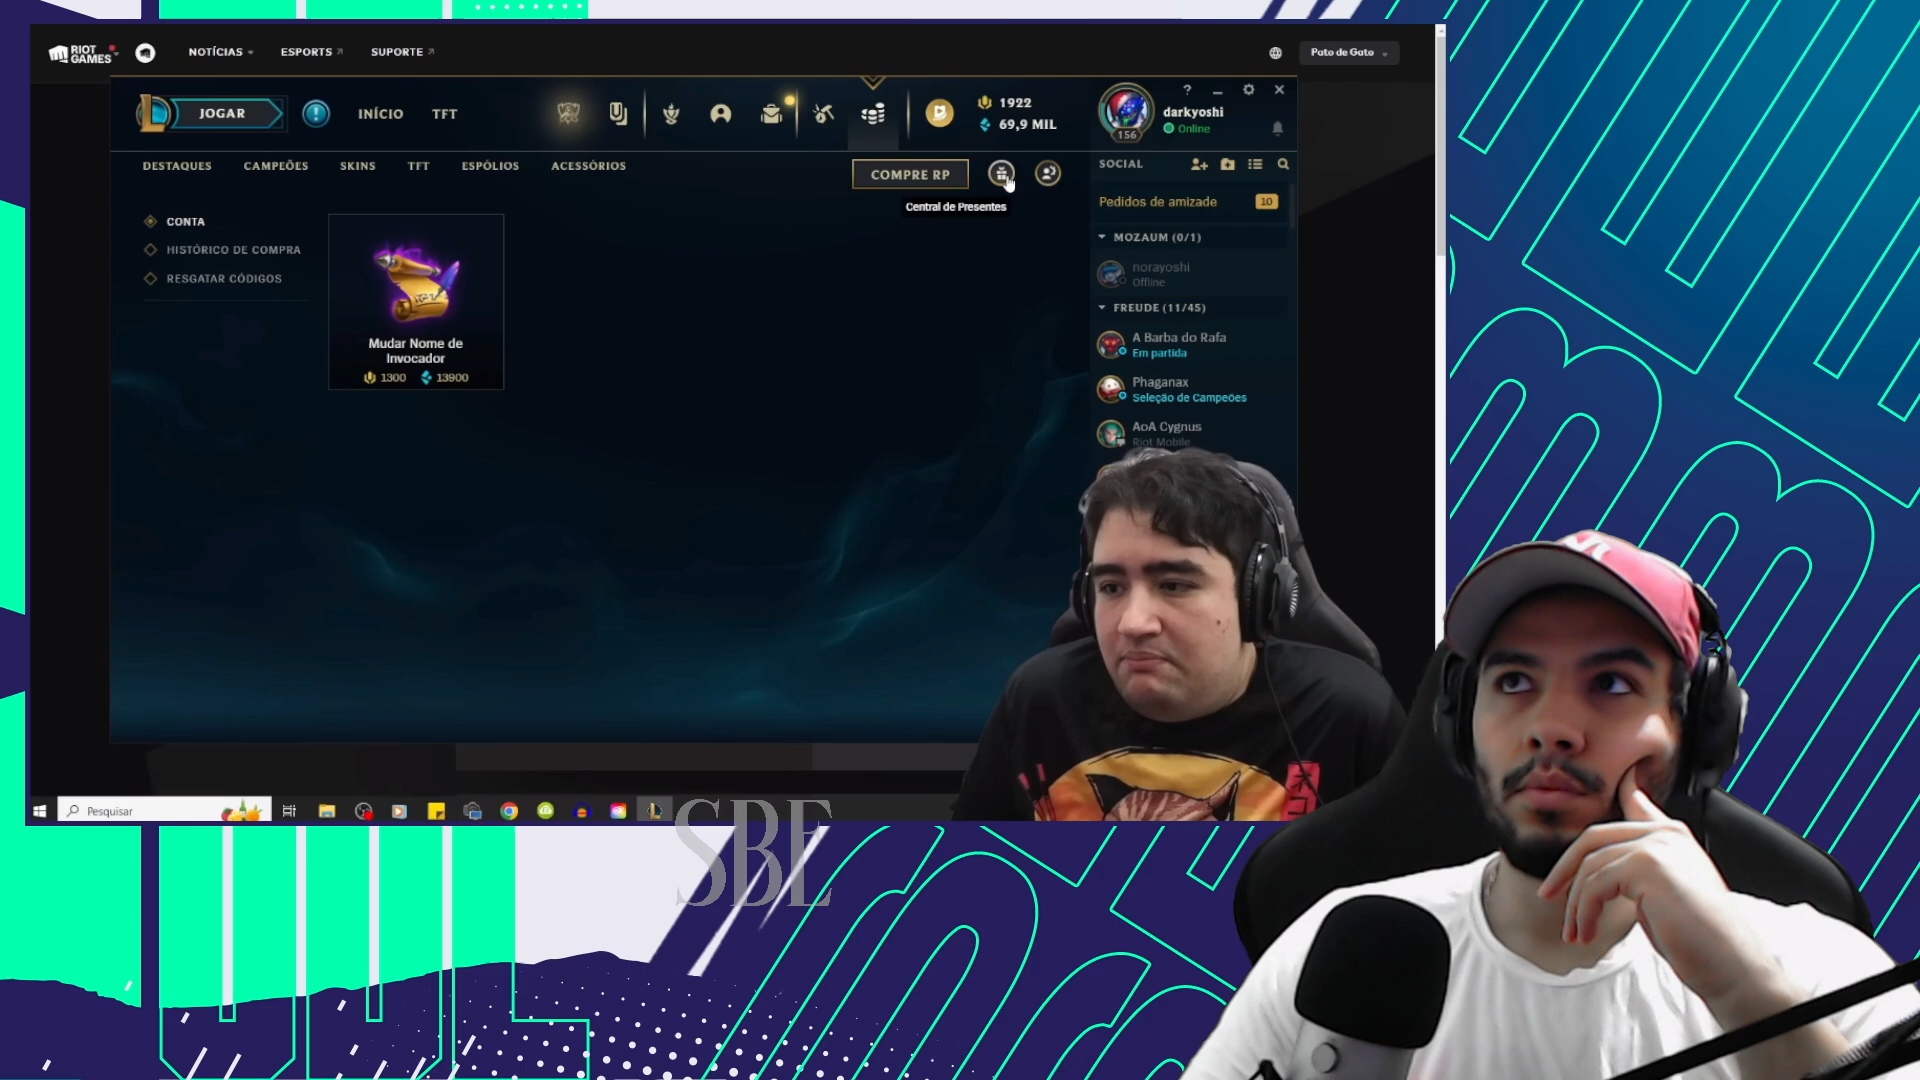 RIOT GAMES
NOTÍCIAS
ESPORTS
SUPORTE
Pato de Gato
JOGAR
INÍCIO
TFT
1922
69,9 MIL
?
darkyoshi
Online
156
DESTAQUES
CAMPEÕES
SKINS
TFT
ESPÓLIOS
ACESSÓRIOS
COMPRE RP
Central de Presentes
SOCIAL
Pedidos de amizade
10
CONTA
HISTÓRICO DE COMPRA
RESGATAR CÓDIGOS
Mudar Nome de
Invocador
1300 13900
MOZAUM (0/1)
norayoshi
Offline
FREUDE (11/45)
A Barba do Rafa
Em partida
Phaganax
Seleção de Campeões
AoA Cygnus
Riot Mobile
Pesquisar
SBE